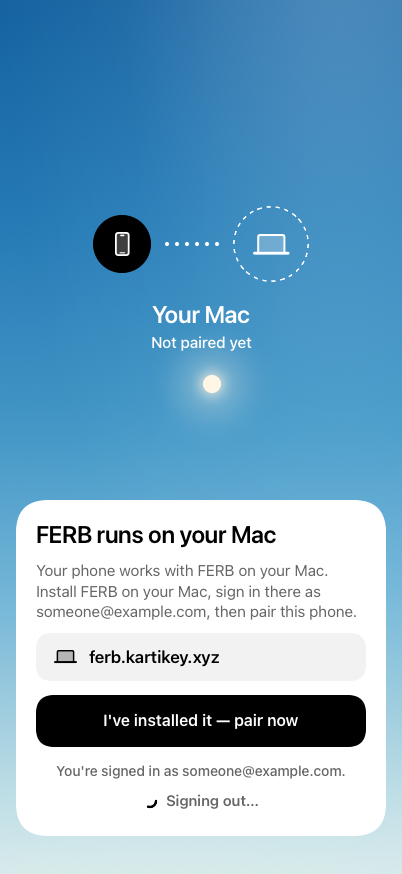 Your Mac
Not paired yet
FERB runs on your Mac
Your phone works with FERB on your Mac.
Install FERB on your Mac, sign in there as
someone@example.com, then pair this phone.
ferb.kartikey.xyz
I've installed it — pair now
You're signed in as someone@example.com.
Signing out...